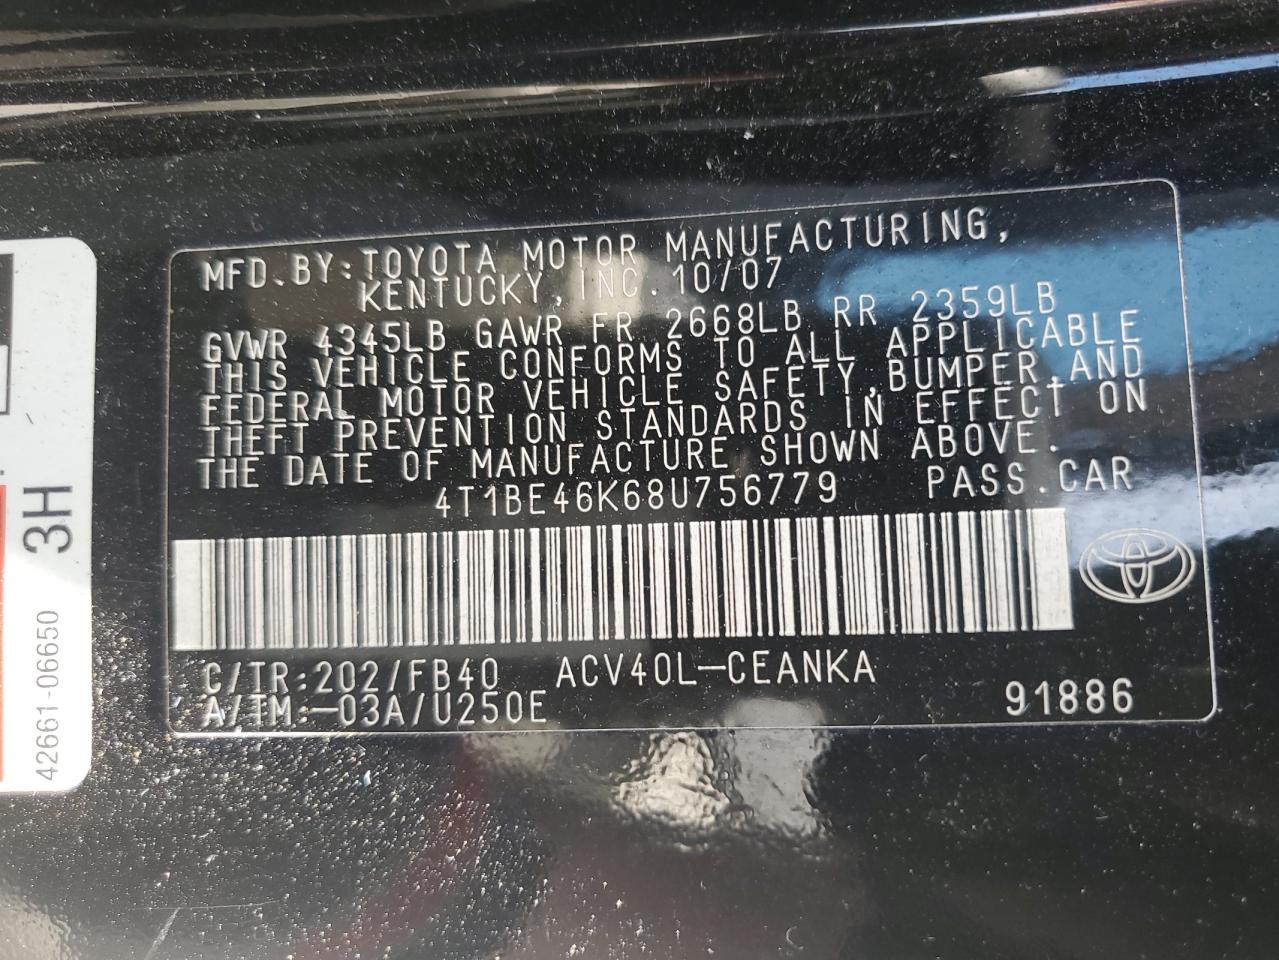 MFD. BY: TOYOTA MOTOR MANUFACTURING,
KENTUCKY, INC. 10/07
GVWR 4345LB GAWR FR 2668LB RR 2359LB
THIS VEHICLE CONFORMS TO ALL APPLICABLE
FEDERAL MOTOR VEHICLE SAFETY, BUMPER, AND
THEFT PREVENTION STANDARDS IN EFFECT ON
THE DATE OF MANUFACTURE SHOWN ABOVE.
4T1BE46K68U756779 PASS. CAR
C/TR: 202/FB40 ACV40L-CEANKA
A/TM: -03A/U250E 91886
3H
42661-06650